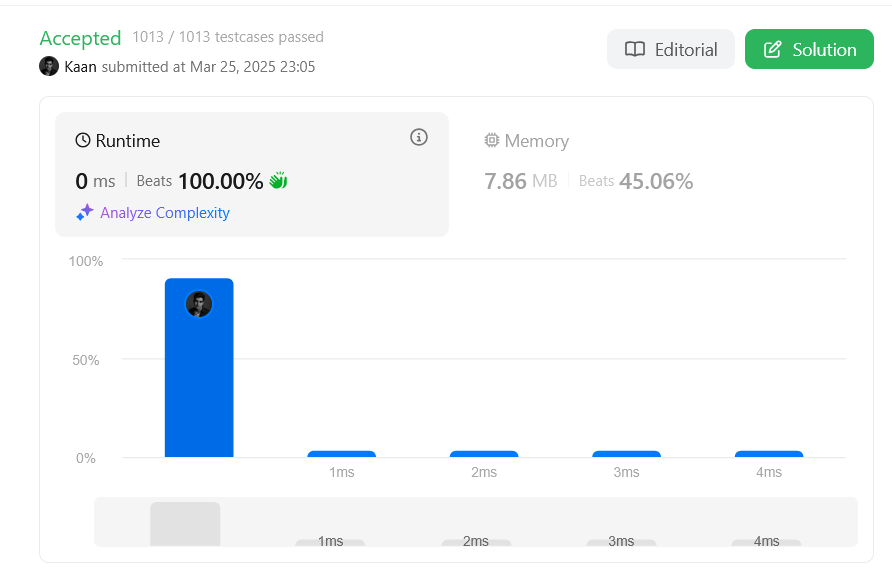 Accepted 1013 / 1013 testcases passed
Kaan submitted at Mar 25, 2025 23:05
Editorial
Solution
Runtime
0 ms Beats 100.00%
Analyze Complexity
Memory
7.86 MB Beats 45.06%
100%
50%
0%
1ms 2ms 3ms 4ms
1ms 2ms 3ms 4ms